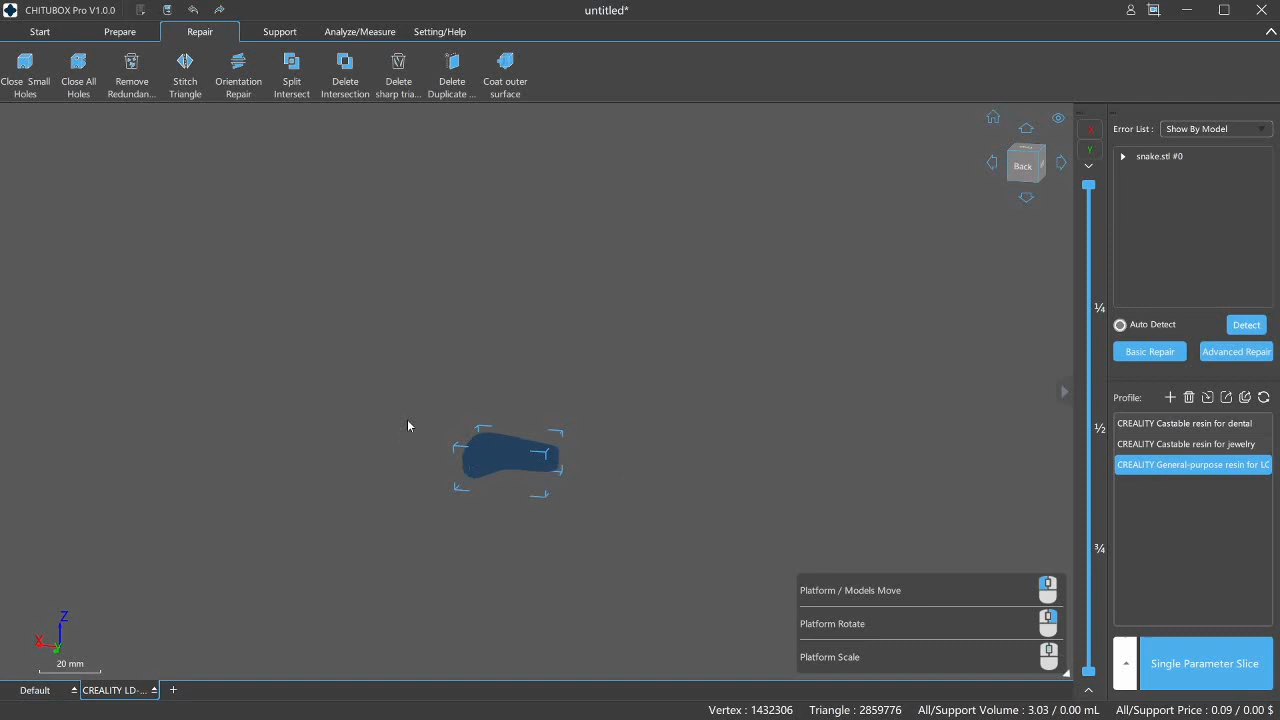 CHITUBOX Pro V1.0.0
untitled*
Start
Prepare
Repair
Support
Analyze/Measure
Setting/Help
Close Small
Holes
Close All
Holes
Remove
Redundan...
Stitch
Triangle
Orientation
Repair
Split
Intersect
Delete
Intersection
Delete
sharp tria...
Delete
Duplicate ...
Coat outer
surface
Back
X
Y
Error List :
Show By Model
snake.stl #0
Auto Detect
Detect
Basic Repair
Advanced Repair
Profile:
CREALITY Castable resin for dental
CREALITY Castable resin for jewelry
CREALITY General-purpose resin for LC
¼
½
¾
Platform / Models Move
Platform Rotate
Platform Scale
Z
X
Y
20 mm
Single Parameter Slice
Default
CREALITY LD-...
Vertex : 1432306
Triangle : 2859776
All/Support Volume : 3.03 / 0.00 mL
All/Support Price : 0.09 / 0.00 $